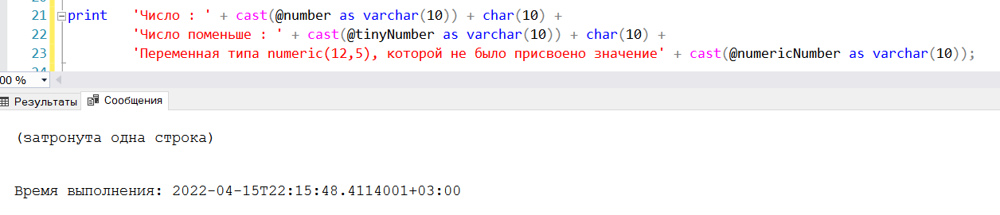 21 print 'Число : ' + cast(@number as varchar(10)) + char(10) +
22 'Число поменьше : ' + cast(@tinyNumber as varchar(10)) + char(10) +
23 'Переменная типа numeric(12,5), которой не было присвоено значение' + cast(@numericNumber as varchar(10));
00 %
Результаты Сообщения
(затронута одна строка)
Время выполнения: 2022-04-15T22:15:48.4114001+03:00